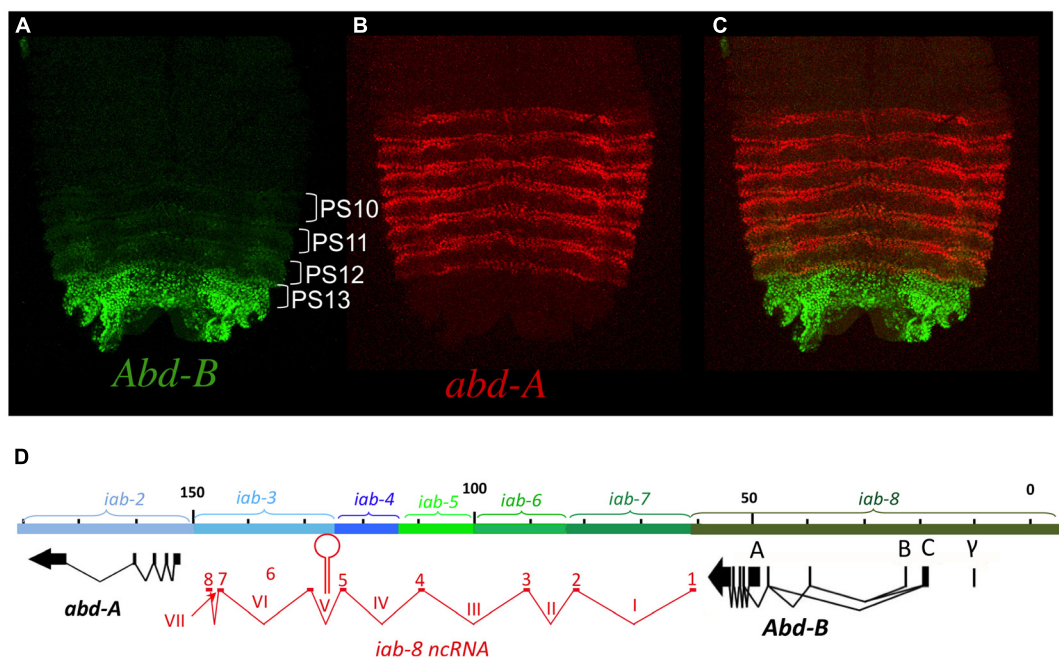 A
B
C
PS10
PS11
PS12
PS13
Abd-B
abd-A
D
iab-2 150 iab-3 iab-4 iab-5 100 iab-6 iab-7 50 iab-8 0
A B C γ
8 7 6 5 4 3 2 1
VII VI V IV III II I
abd-A
iab-8 ncRNA
Abd-B